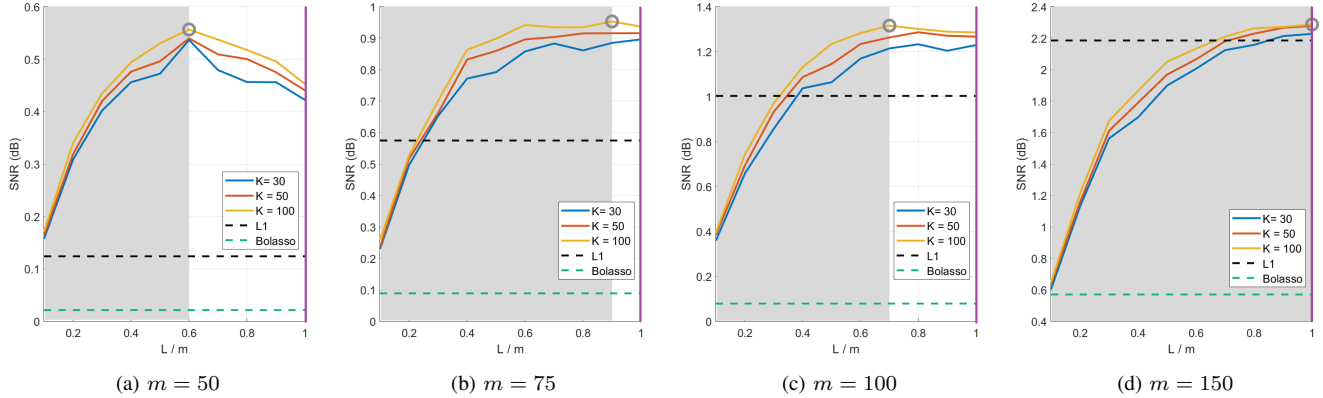 0.6
0.5
0.4
0.3
0.2
0.1
0
SNR (dB)
0.2 0.4 0.6 0.8 1
L / m
K= 30
K = 50
K = 100
L1
Bolasso
(a) m = 50
1
0.9
0.8
0.7
0.6
0.5
0.4
0.3
0.2
0.1
0
SNR (dB)
0.2 0.4 0.6 0.8 1
L / m
K= 30
K = 50
K = 100
L1
Bolasso
(b) m = 75
1.4
1.2
1
0.8
0.6
0.4
0.2
0
SNR (dB)
0.2 0.4 0.6 0.8 1
L / m
K= 30
K = 50
K = 100
L1
Bolasso
(c) m = 100
2.4
2.2
2
1.8
1.6
1.4
1.2
1
0.8
0.6
0.4
SNR (dB)
0.2 0.4 0.6 0.8 1
L / m
K= 30
K = 50
K = 100
L1
Bolasso
(d) m = 150